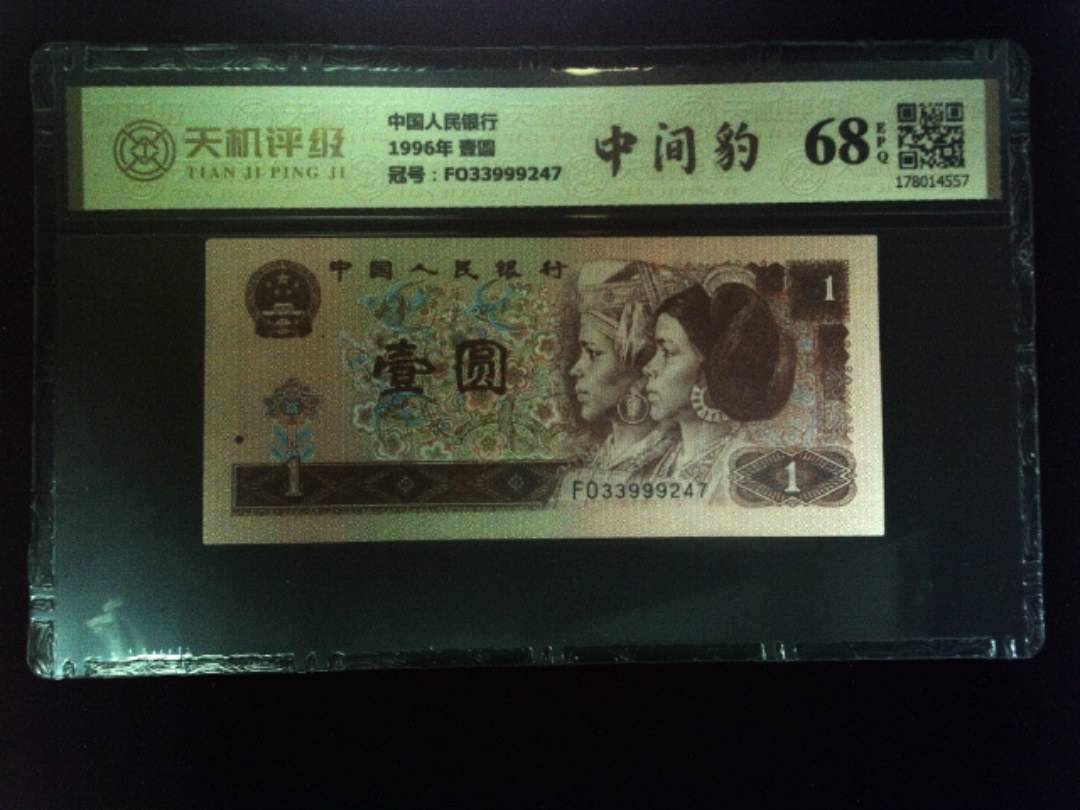 天机评级
TIAN JI PING JI
中国人民银行
1996年 壹圆
冠号：FO33999247
中间豹
68
EPQ
178014557
中国人民银行
1
壹圆
1
FO33999247
1